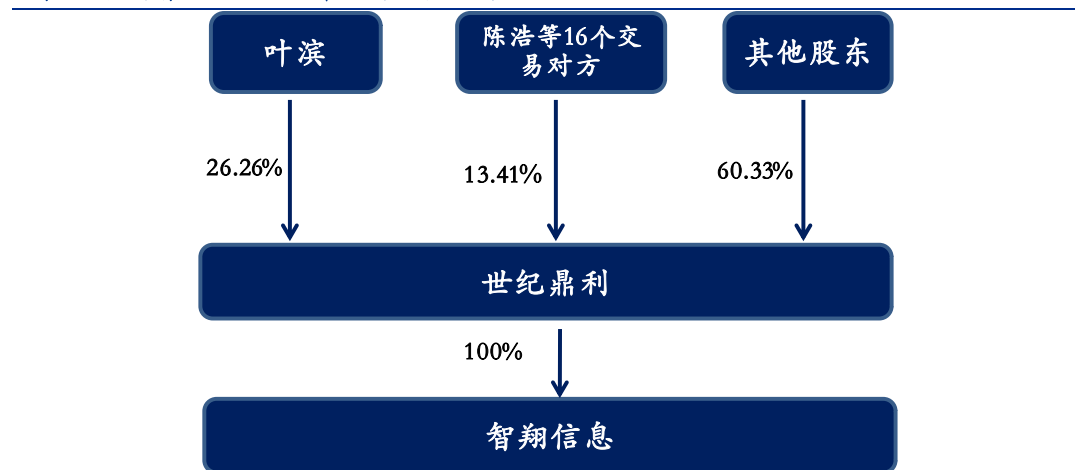 叶滨
陈浩等16个交
易对方
其他股东
26.26%
13.41%
60.33%
世纪鼎利
100%
智翔信息